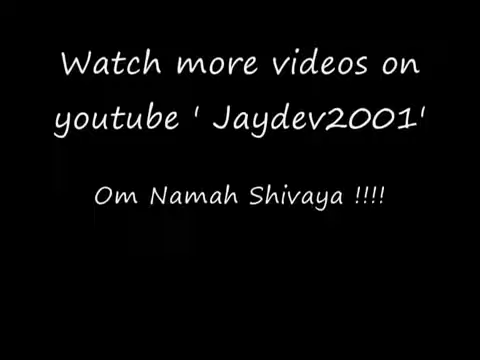 Watch more videos on
youtube ' Jaydev2001'
Om Namah Shivaya !!!!